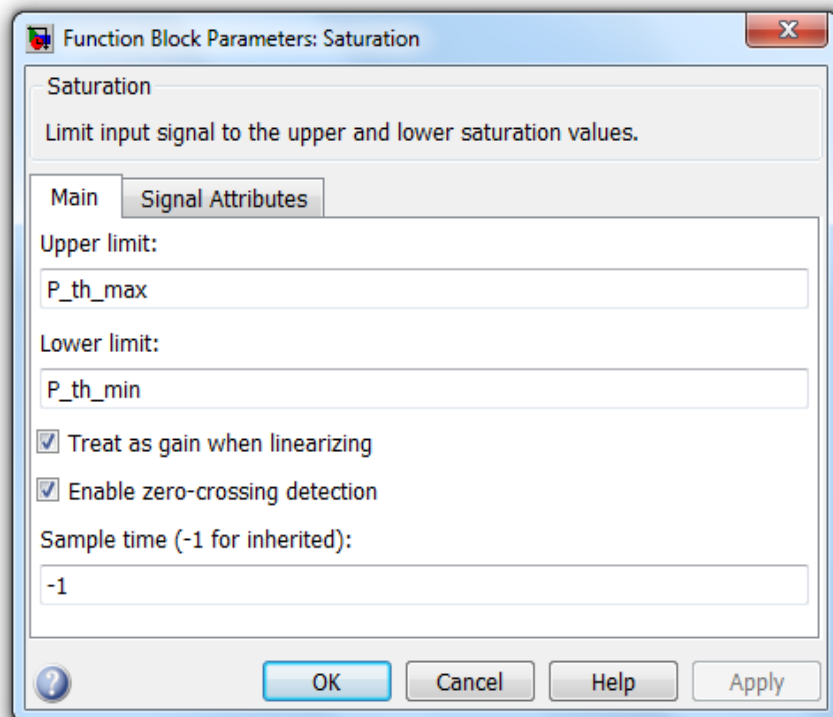 Function Block Parameters: Saturation
Saturation
Limit input signal to the upper and lower saturation values.
Main Signal Attributes
Upper limit:
P_th_max
Lower limit:
P_th_min
Treat as gain when linearizing
Enable zero-crossing detection
Sample time (-1 for inherited):
-1
OK Cancel Help Apply